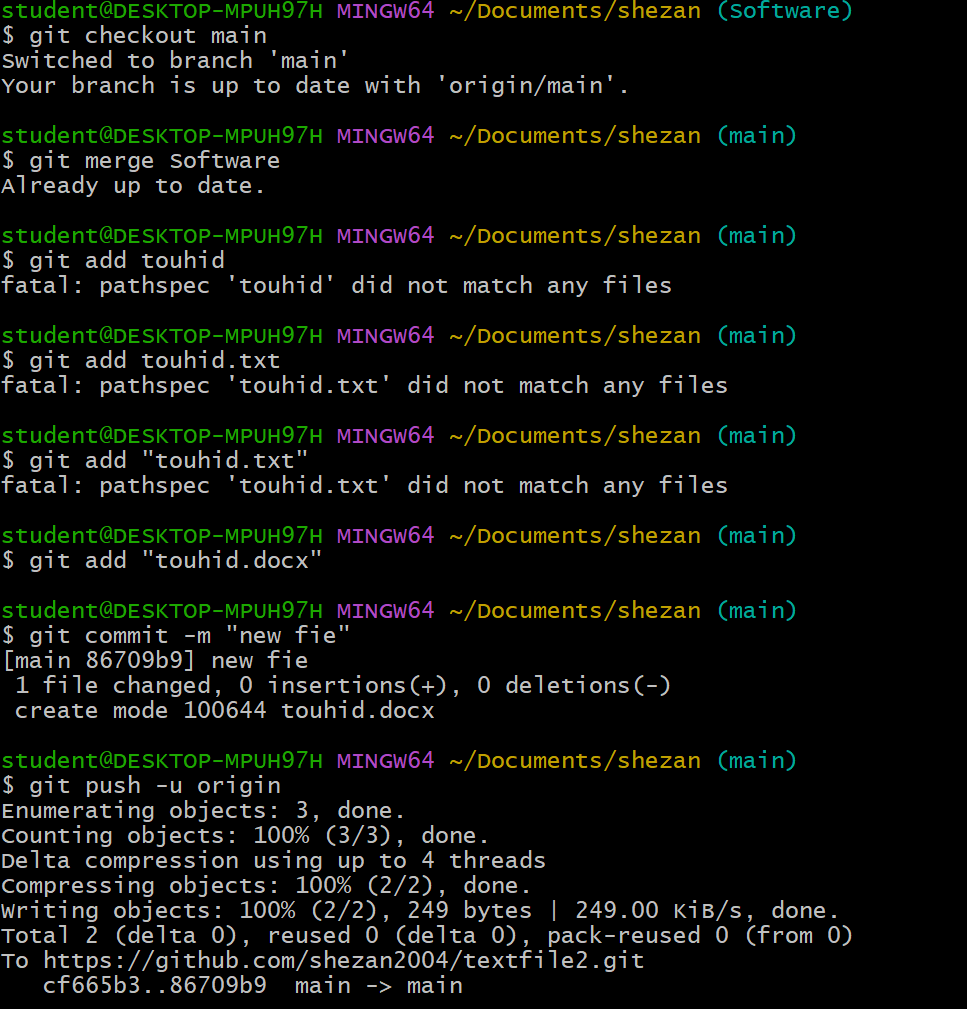 student@DESKTOP-MPUH97H MINGW64 ~/Documents/shezan (Software)
$ git checkout main
Switched to branch 'main'
Your branch is up to date with 'origin/main'.
student@DESKTOP-MPUH97H MINGW64 ~/Documents/shezan (main)
$ git merge Software
Already up to date.
student@DESKTOP-MPUH97H MINGW64 ~/Documents/shezan (main)
$ git add touhid
fatal: pathspec 'touhid' did not match any files
student@DESKTOP-MPUH97H MINGW64 ~/Documents/shezan (main)
$ git add touhid.txt
fatal: pathspec 'touhid.txt' did not match any files
student@DESKTOP-MPUH97H MINGW64 ~/Documents/shezan (main)
$ git add "touhid.txt"
fatal: pathspec 'touhid.txt' did not match any files
student@DESKTOP-MPUH97H MINGW64 ~/Documents/shezan (main)
$ git add "touhid.docx"
student@DESKTOP-MPUH97H MINGW64 ~/Documents/shezan (main)
$ git commit -m "new fie"
[main 86709b9] new fie
 1 file changed, 0 insertions(+), 0 deletions(-)
 create mode 100644 touhid.docx
student@DESKTOP-MPUH97H MINGW64 ~/Documents/shezan (main)
$ git push -u origin
Enumerating objects: 3, done.
Counting objects: 100% (3/3), done.
Delta compression using up to 4 threads
Compressing objects: 100% (2/2), done.
Writing objects: 100% (2/2), 249 bytes | 249.00 KiB/s, done.
Total 2 (delta 0), reused 0 (delta 0), pack-reused 0 (from 0)
To https://github.com/shezan2004/textfile2.git
   cf665b3..86709b9  main -> main